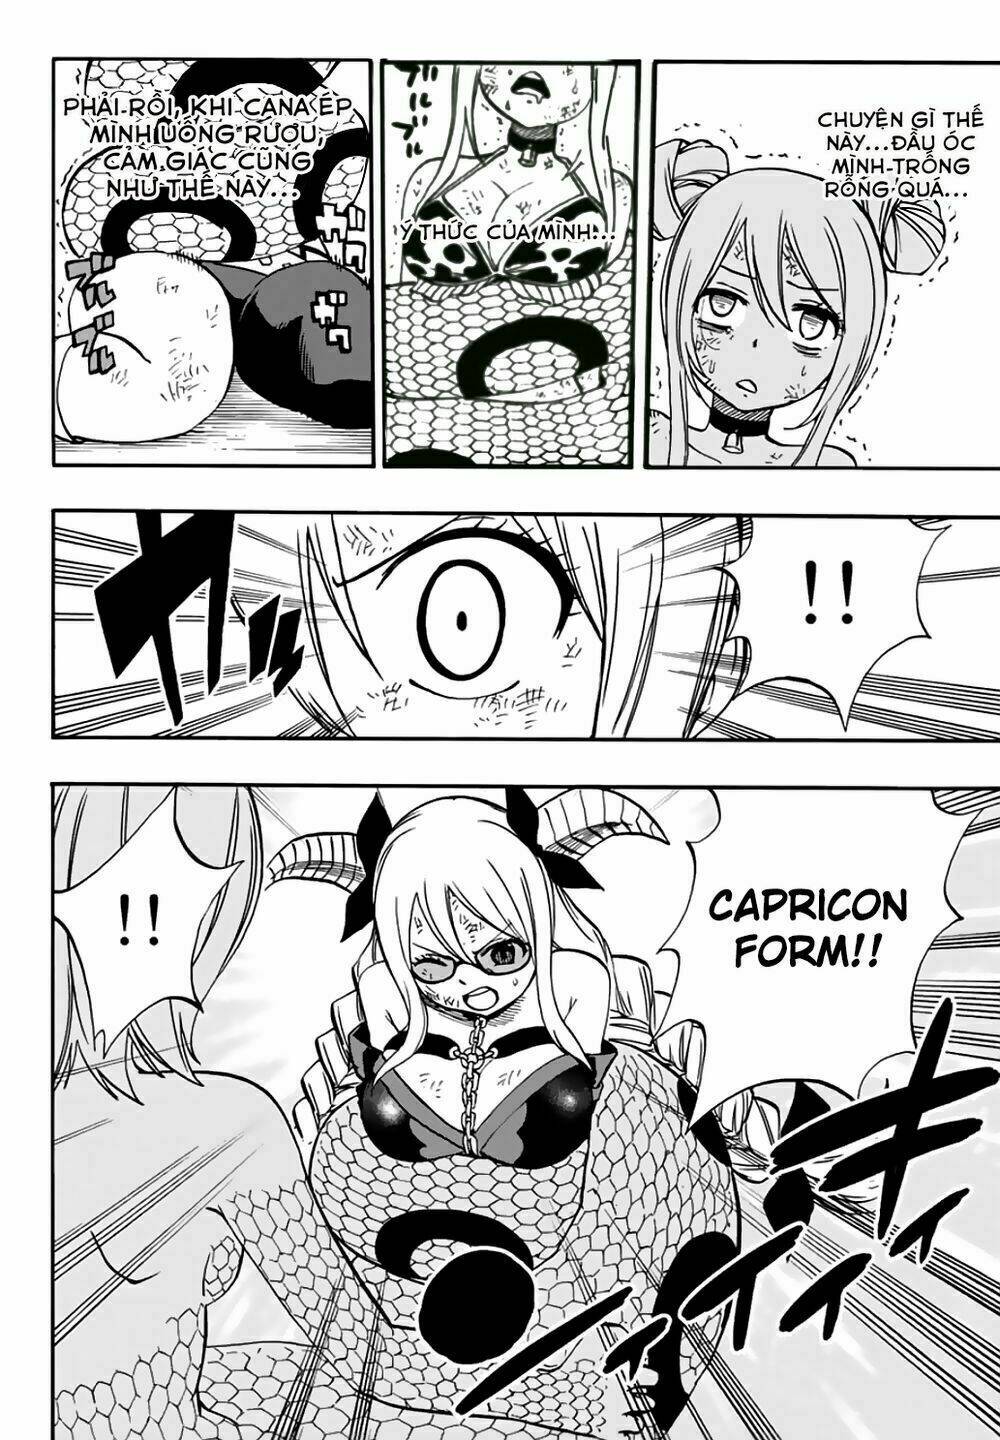 CHUYỆN GÌ THẾ
NÀY...ĐẦU ÓC
MÌNH TRỐNG
RỖNG QUÁ...
Ý THỨC CỦA MÌNH...
PHẢI RỒI, KHI CANA ÉP
MÌNH UỐNG RƯỢU,
CẢM GIÁC CŨNG
NHƯ THẾ NÀY...
!!
CAPRICON
FORM!!
!!